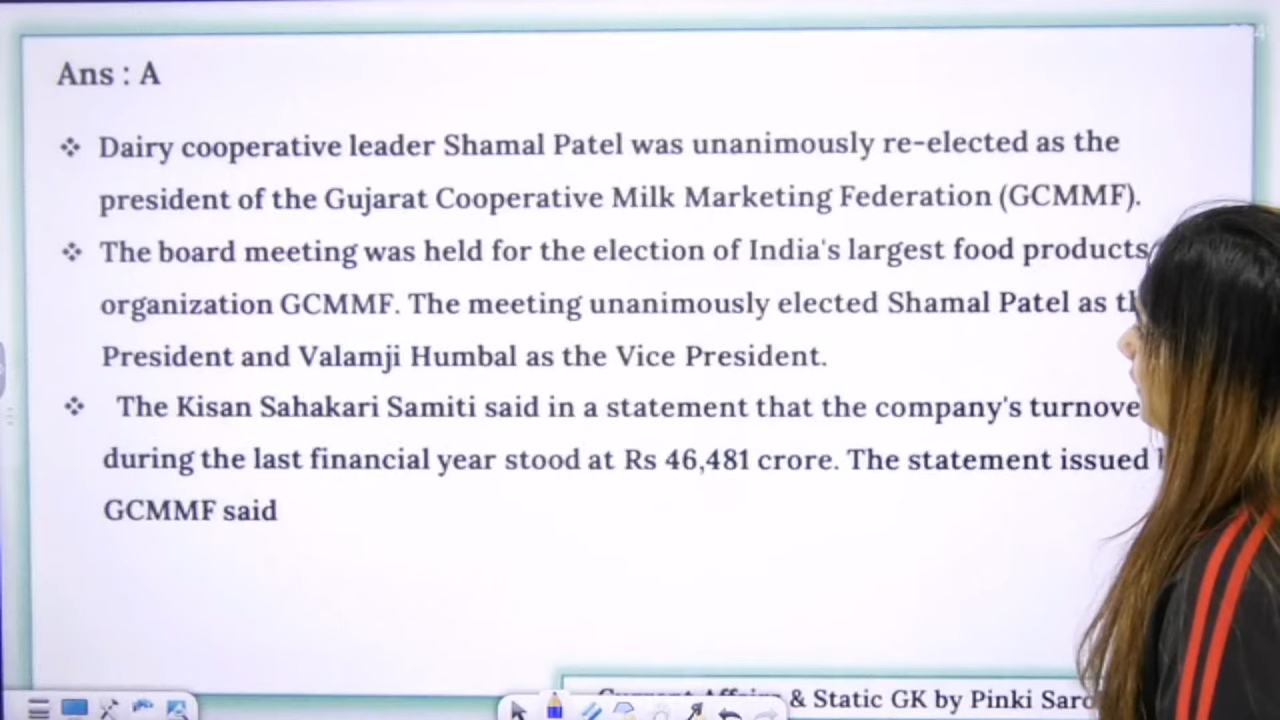 Ans : A
❖ Dairy cooperative leader Shamal Patel was unanimously re-elected as the
president of the Gujarat Cooperative Milk Marketing Federation (GCMMF).
❖ The board meeting was held for the election of India's largest food products
organization GCMMF. The meeting unanimously elected Shamal Patel as
President and Valamji Humbal as the Vice President.
❖ The Kisan Sahakari Samiti said in a statement that the company's turnove
during the last financial year stood at Rs 46,481 crore. The statement issued
GCMMF said
Current Affairs & Static GK by Pinki